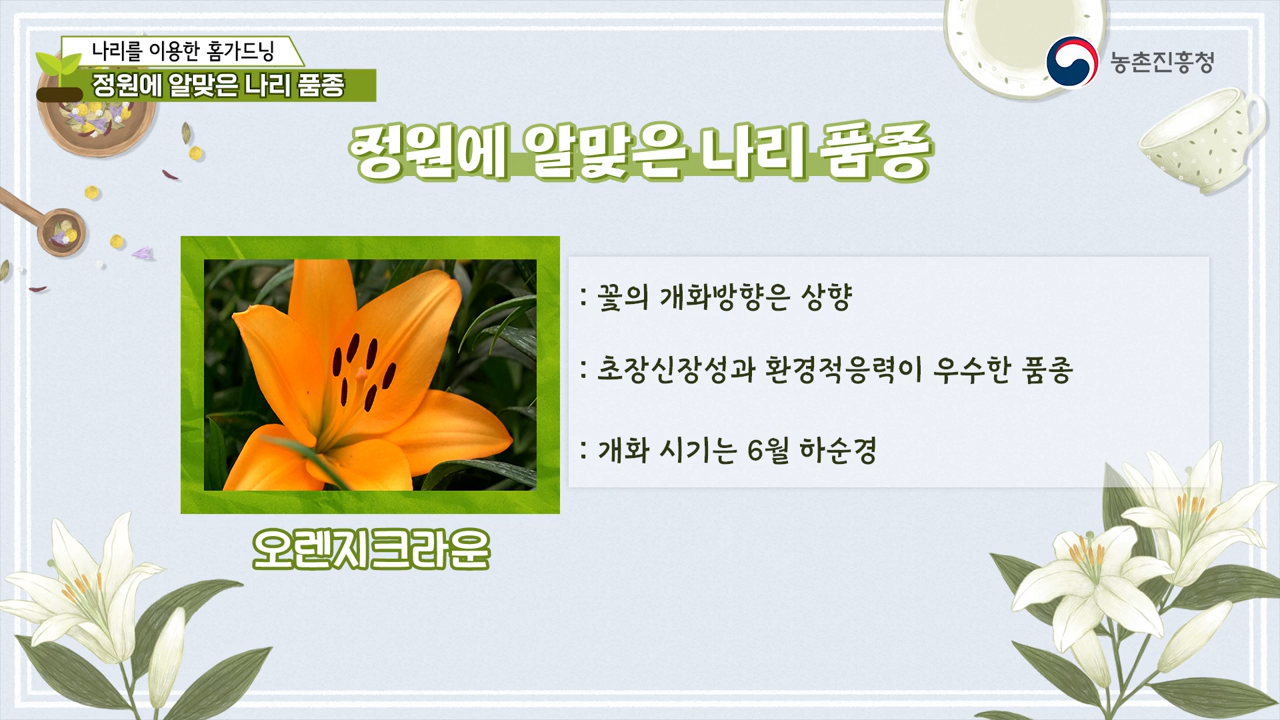 나리를 이용한 홈가드닝
정원에 알맞은 나리 품종
농촌진흥청
정원에 알맞은 나리 품종
: 꽃의 개화방향은 상향
: 초장신장성과 환경적응력이 우수한 품종
: 개화 시기는 6월 하순경
오렌지크라운